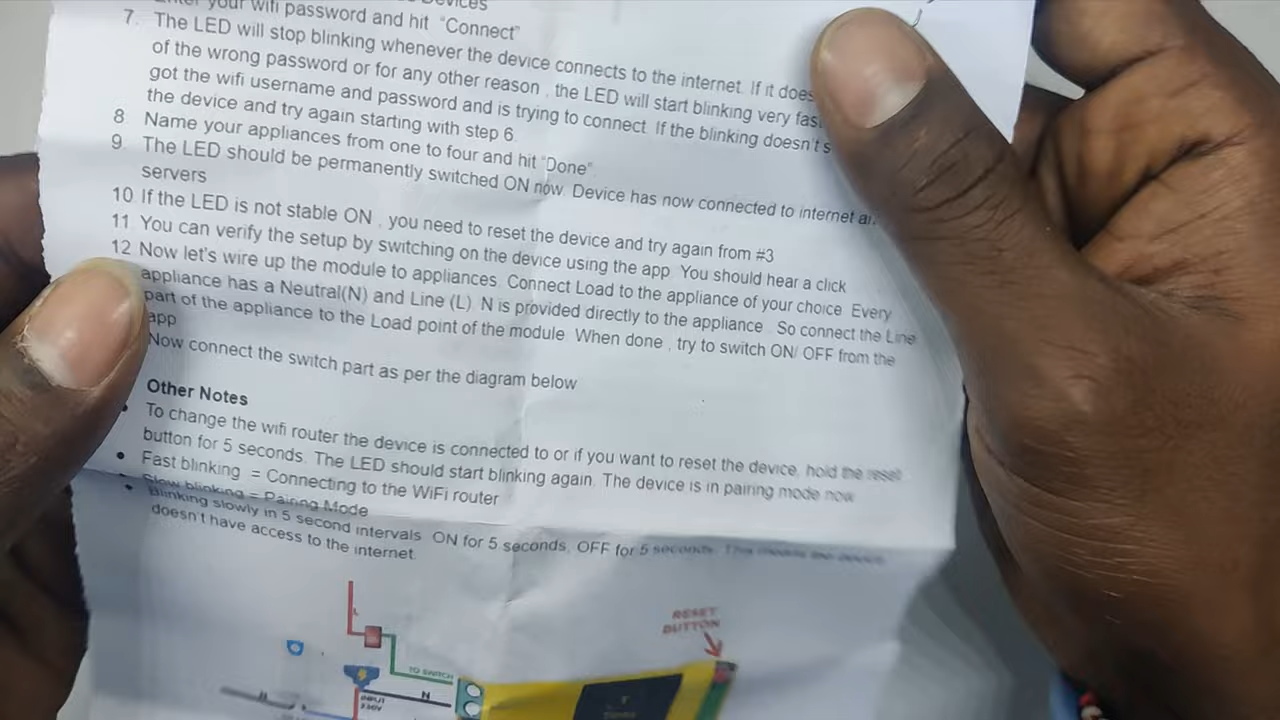 your wifi password and hit "Connect"
7. The LED will stop blinking whenever the device connects to the internet. If it does
of the wrong password or for any other reason , the LED will start blinking very fast
got the wifi username and password and is trying to connect. If the blinking doesn't s
the device and try again starting with step 6.
8 Name your appliances from one to four and hit "Done"
9. The LED should be permanently switched ON now. Device has now connected to internet an
servers
10. If the LED is not stable ON , you need to reset the device and try again from #3
11 You can verify the setup by switching on the device using the app. You should hear a click
12 Now let's wire up the module to appliances. Connect Load to the appliance of your choice. Every
appliance has a Neutral(N) and Line (L). N is provided directly to the appliance . So connect the Line
part of the appliance to the Load point of the module. When done , try to switch ON/ OFF from the
app
Now connect the switch part as per the diagram below
Other Notes
• To change the wifi router the device is connected to or if you want to reset the device, hold the reset
button for 5 seconds. The LED should start blinking again. The device is in pairing mode now
• Fast blinking = Connecting to the WiFi router
• Slow blinking = Pairing Mode
• Blinking slowly in 5 second intervals. ON for 5 seconds, OFF for 5 seconds. This means the device
doesn't have access to the internet.
RESET
BUTTON
L
TO SWITCH
N
INPUT
230V
N